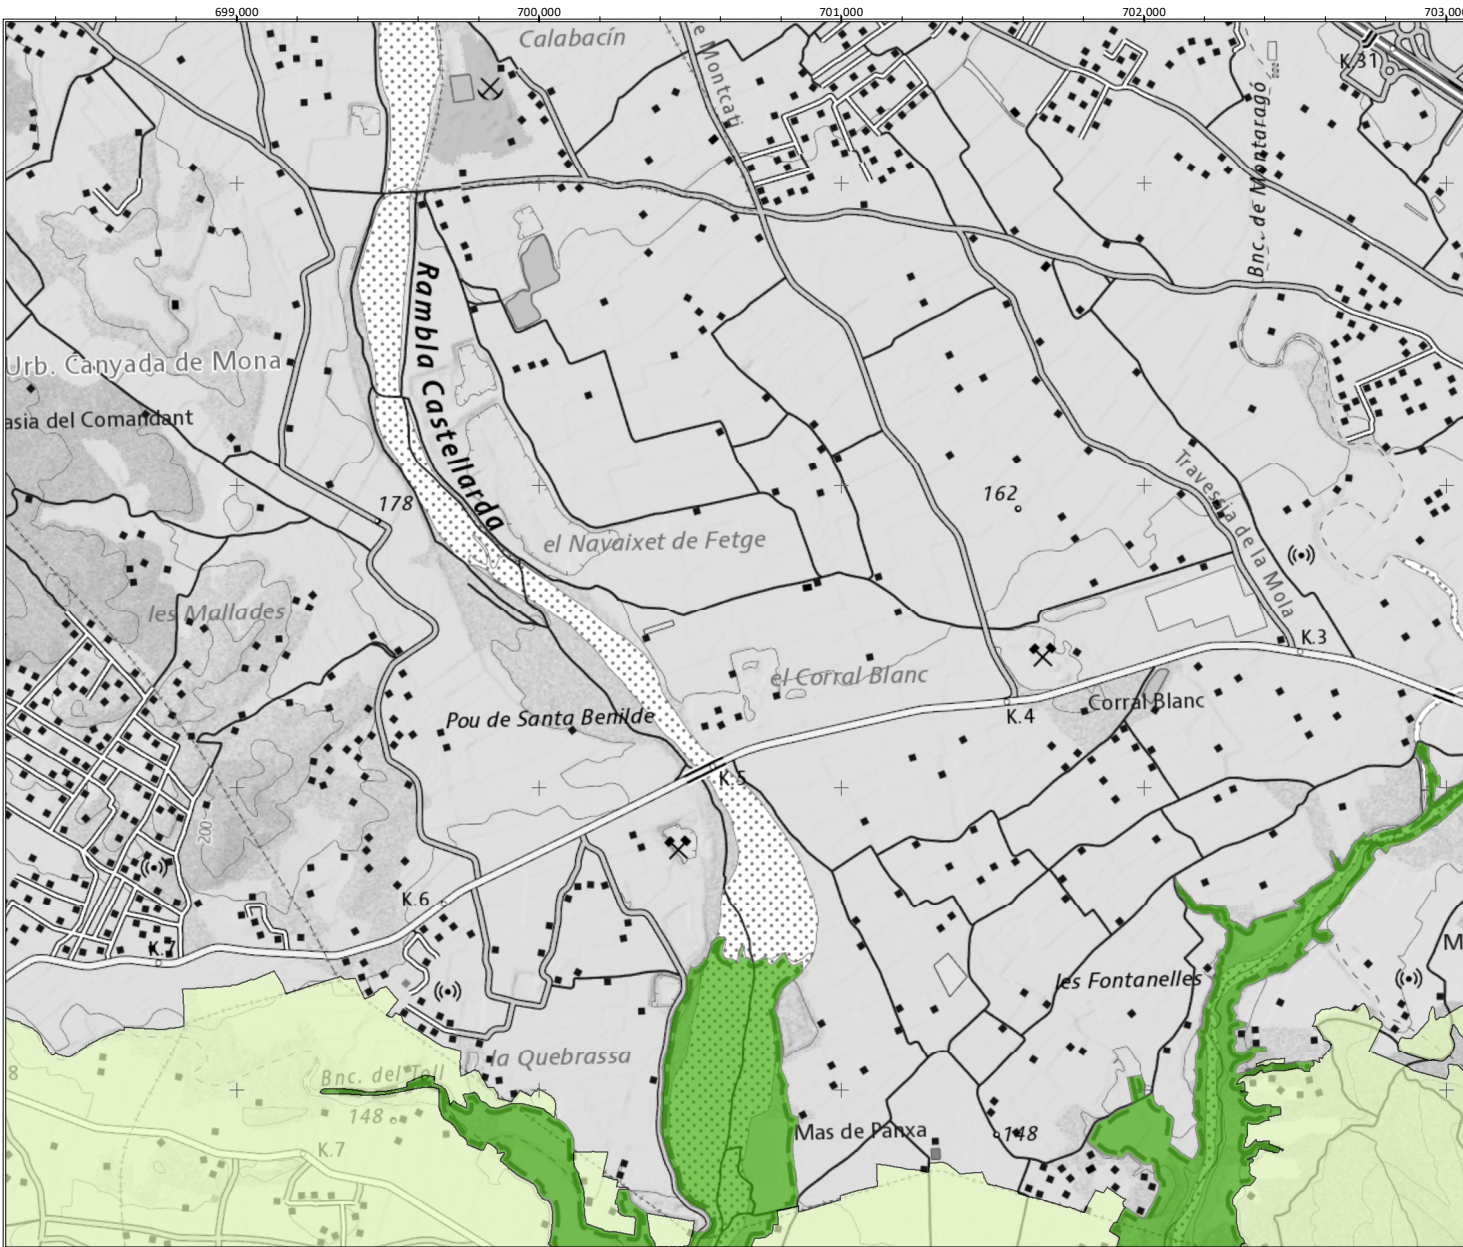 699,000
700,000
701,000
702,000
703,00
Calabacín
e Montcatí
K.31
Bnc. de Montaragó
Rambla Castellarda
Urb. Canyada de Mona
asia del Comandant
178
162
Travessia de la Mola
el Navaixet de Fetge
les Mallades
K.3
el Corral Blanc
Corral Blanc
K.4
Pou de Santa Benilde
K.5
200
K.6
K.7
M
les Fontanelles
la Quebrassa
8
Bnc. del Toll
148
Mas de Panxa
148
K.7